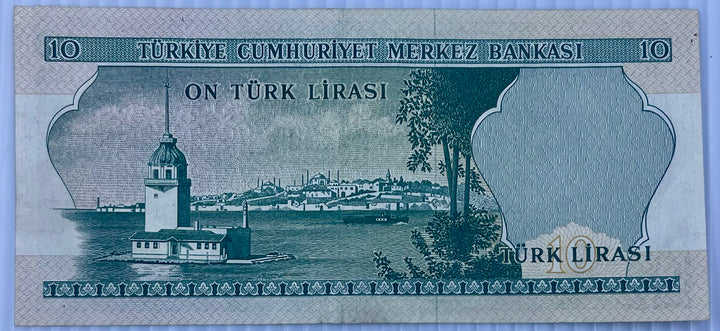 10 TÜRKİYE CUMHURİYET MERKEZ BANKASI 10
ON TÜRK LİRASI
10
TÜRK LİRASI